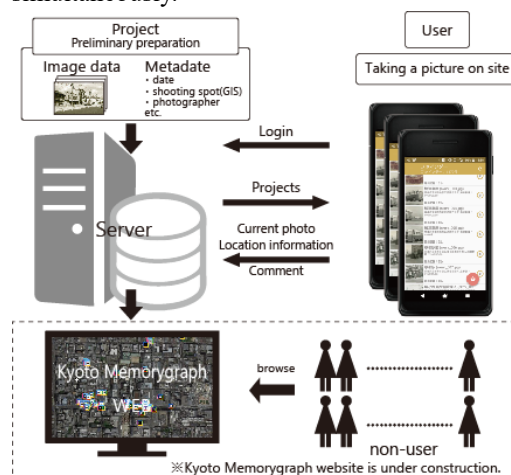 simultaneously.
Project
Preliminary preparation
Image data
Metadate
・date
・shooting spot(GIS)
・photographer
etc.
User
Taking a picture on site
Login
Server
Projects
Current photo
Location information
Comment
Kyoto Memorygraph
WEB
browse
non-user
※Kyoto Memorygraph website is under construction.